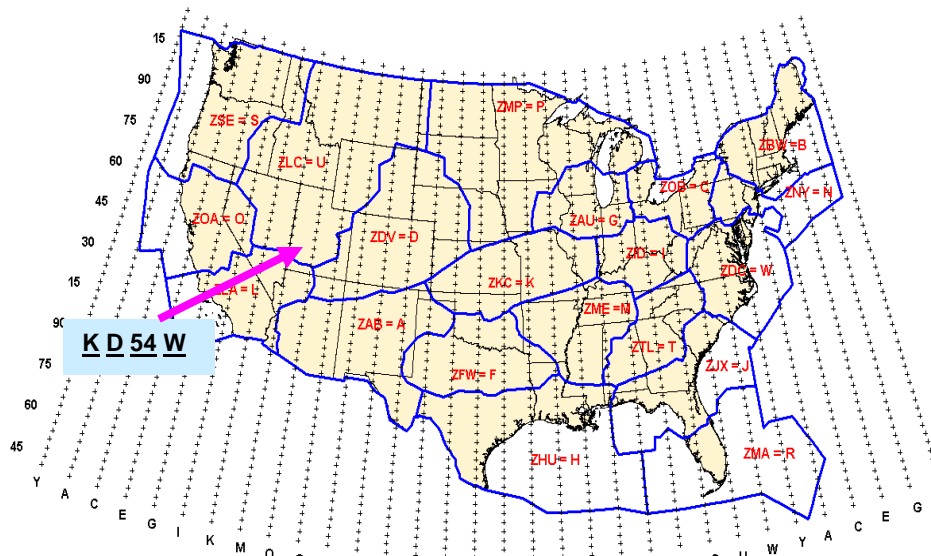 15
90
ZMP = P
75
ZSE = S
ZBW = B
60
ZLC = U
ZOB = C
ZNY = N
45
ZOA = O
ZAU = G
30
ZDV = D
ZID = I
ZDC = W
15
ZLA = L
ZKC = K
ZME = M
90
ZAB = A
K D 54 W
ZTL = T
75
ZFW = F
ZJX = J
60
45
ZHU = H
ZMA = R
Y A C E G I K M O
U W Y A C E G